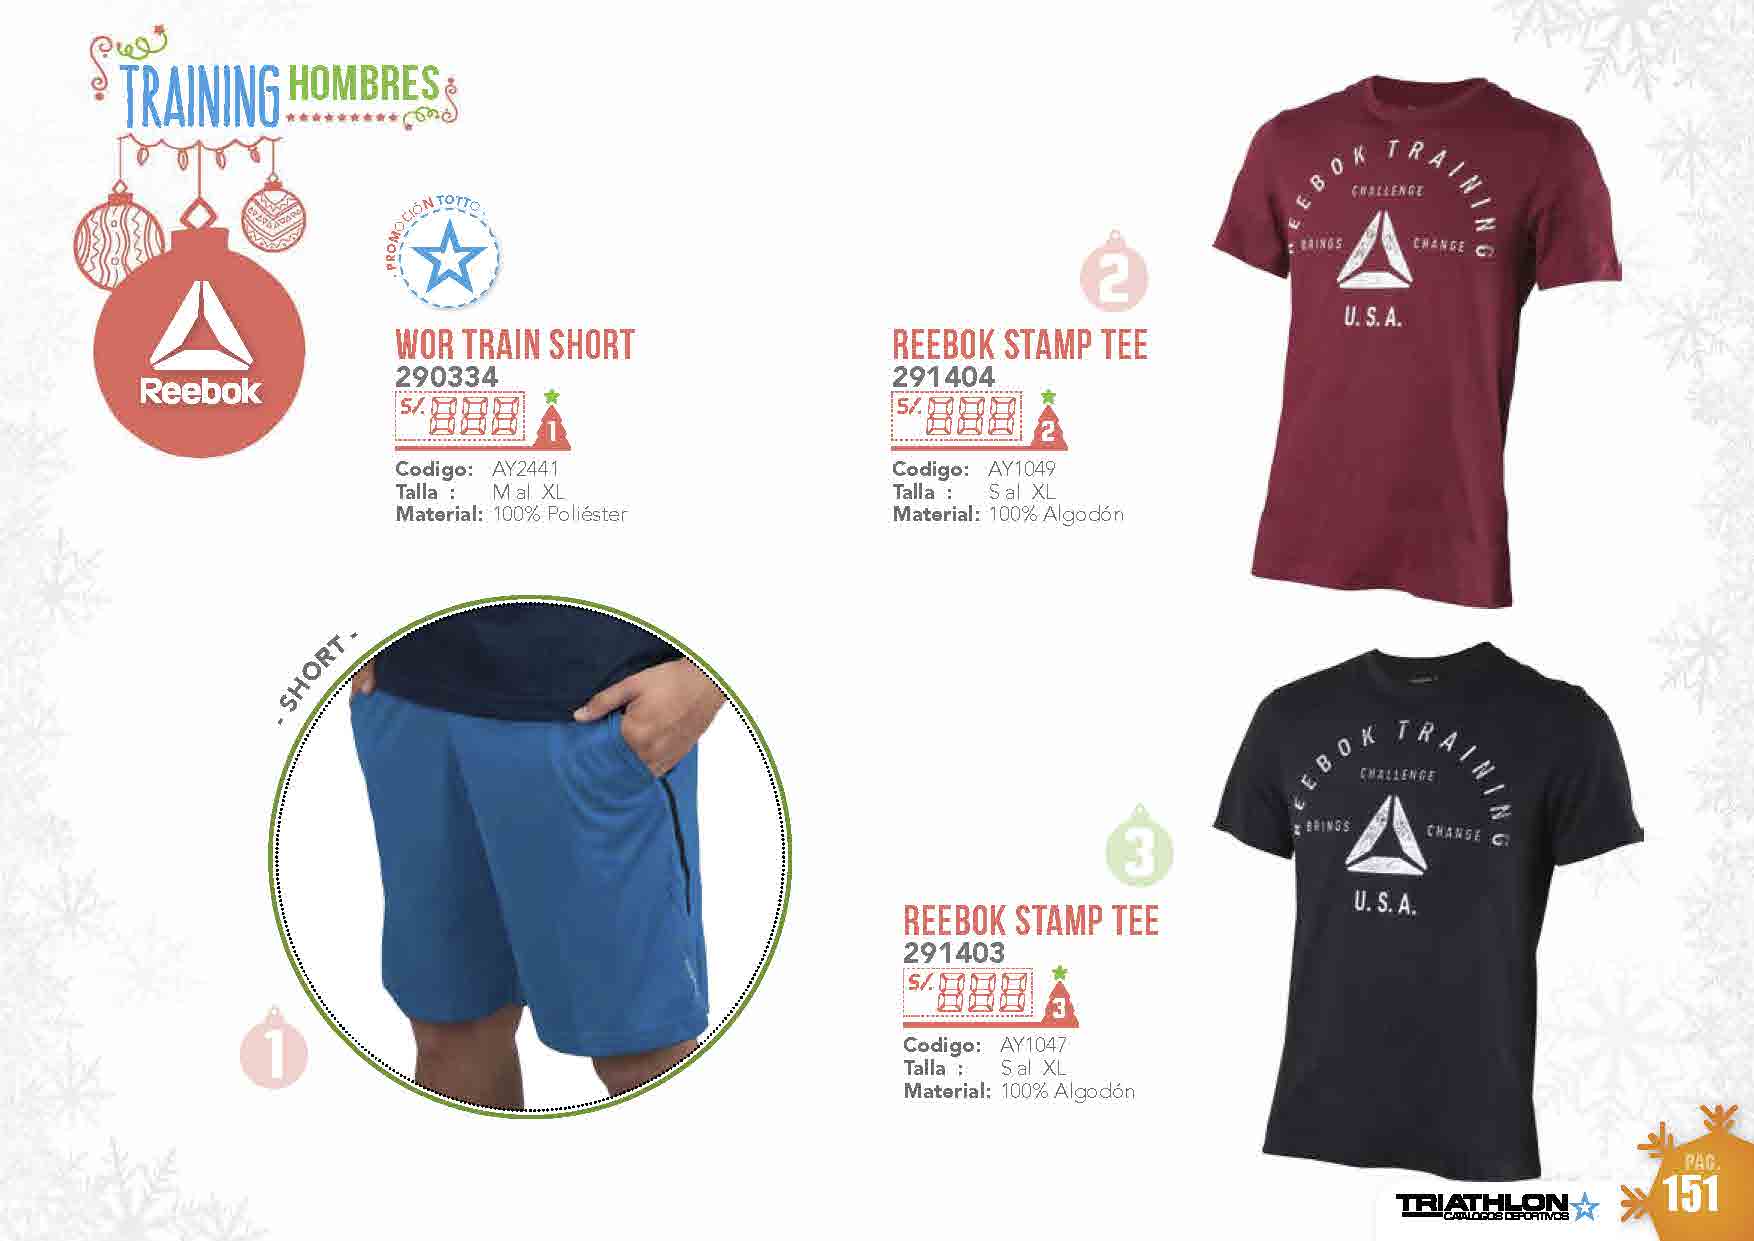 TRAINING HOMBRES
Reebok
· PROMOCIÓN TOTTO ·
WOR TRAIN SHORT
290334
S/. 888
1
Codigo: AY2441
Talla : M al XL
Material: 100% Poliéster
2
REEBOK STAMP TEE
291404
S/. 888
2
Codigo: AY1049
Talla : S al XL
Material: 100% Algodón
REEBOK TRAINING
CHALLENGE
BRINGS CHANGE
U.S.A.
- SHORT -
1
3
REEBOK STAMP TEE
291403
S/. 888
3
Codigo: AY1047
Talla : S al XL
Material: 100% Algodón
REEBOK TRAINING
CHALLENGE
BRINGS CHANGE
U.S.A.
TRIATHLON
CATALOGOS DEPORTIVOS
PAG.
151